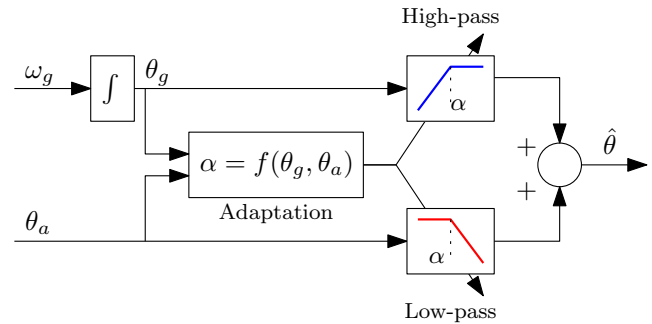 High-pass
ω_g
∫
θ_g
α
α = f(θ_g, θ_a)
+
θ̂
+
Adaptation
θ_a
α
Low-pass